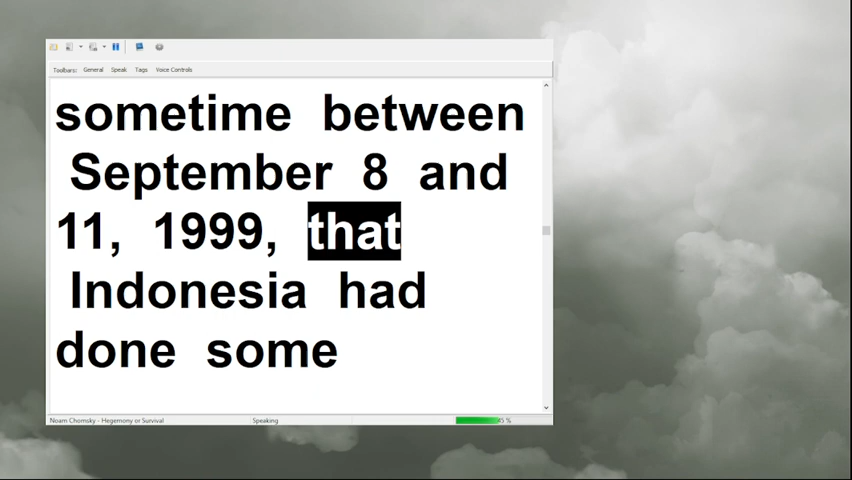 Toolbars: General Speak Tags Voice Controls
sometime between
September 8 and
11, 1999, that
Indonesia had
done some
Noam Chomsky - Hegemony or Survival Speaking 45 %